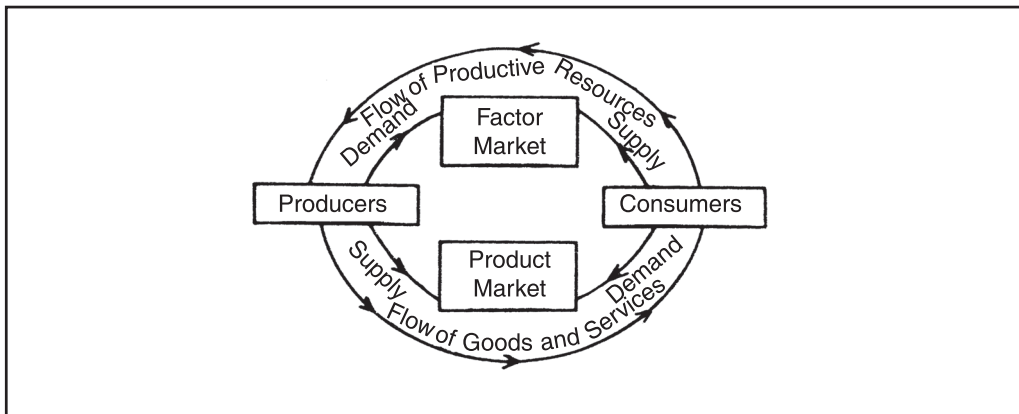 Flow of Productive Resources
Demand
Factor
Market
Supply
Producers
Consumers
Supply
Product
Market
Demand
Flow of Goods and Services